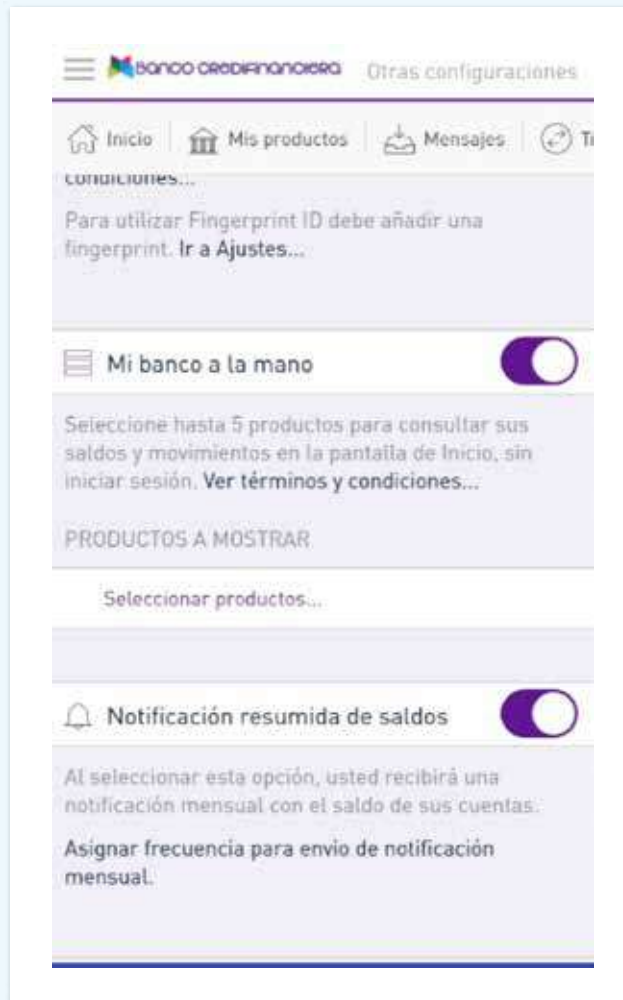 BANCO CREDIFINANCIERA Otras configuraciones
Inicio Mis productos Mensajes
condiciones...
Para utilizar Fingerprint ID debe añadir una
fingerprint. Ir a Ajustes...
Mi banco a la mano
Seleccione hasta 5 productos para consultar sus
saldos y movimientos en la pantalla de Inicio, sin
iniciar sesión. Ver términos y condiciones...
PRODUCTOS A MOSTRAR
Seleccionar productos...
Notificación resumida de saldos
Al seleccionar esta opción, usted recibirá una
notificación mensual con el saldo de sus cuentas.
Asignar frecuencia para envio de notificación
mensual.